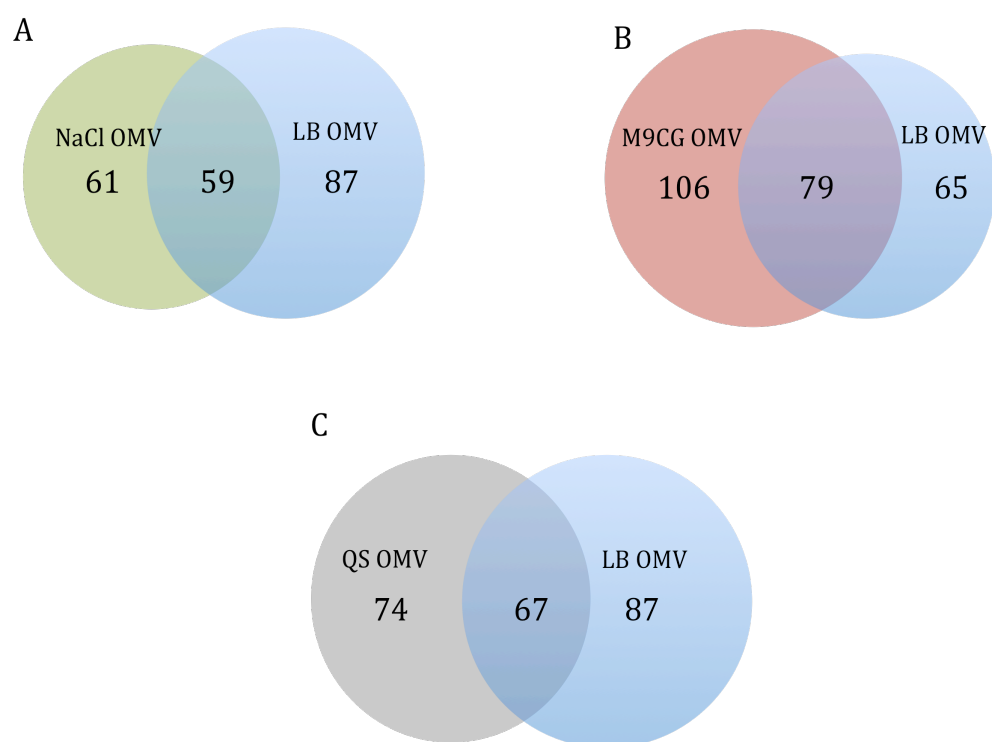 A
NaCl OMV
LB OMV
61
59
87
B
M9CG OMV
LB OMV
106
79
65
C
QS OMV
LB OMV
74
67
87